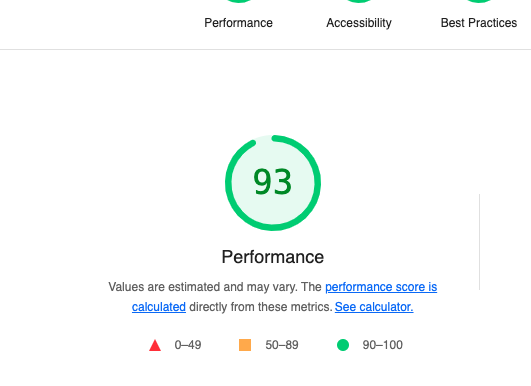 Performance Accessibility Best Practices
93
Performance
Values are estimated and may vary. The performance score is
calculated directly from these metrics. See calculator.
0–49 50–89 90–100